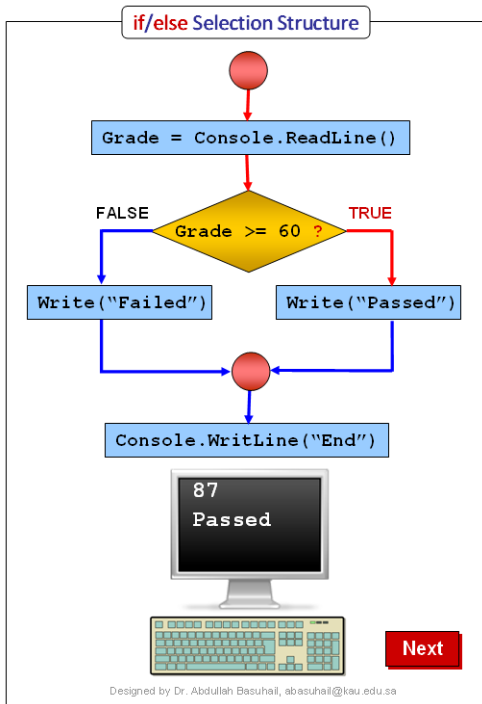 if/else Selection Structure
Grade = Console.ReadLine()
FALSE
TRUE
Grade >= 60 ?
Write(“Failed”)
Write(“Passed”)
Console.WritLine(“End”)
87
Passed
Next
Designed by Dr. Abdullah Basuhail, abasuhail@kau.edu.sa